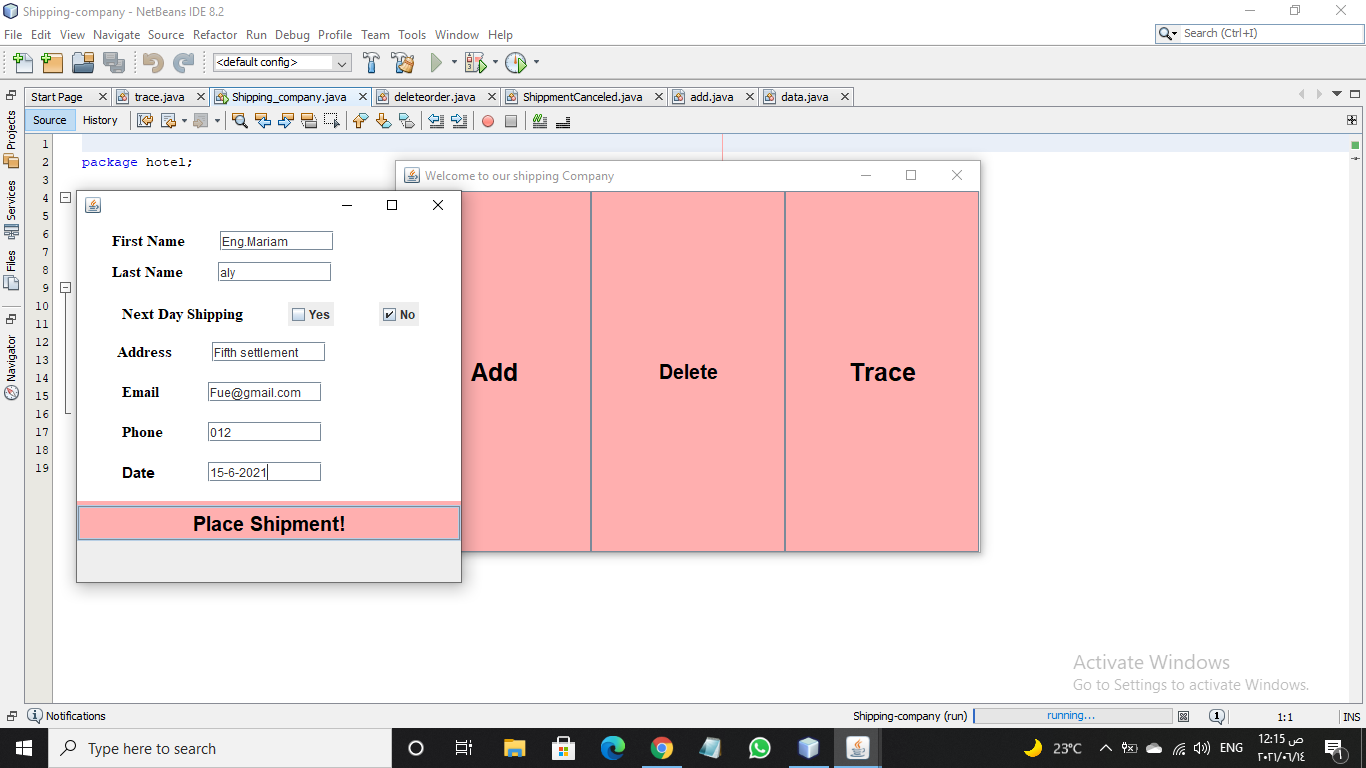 Shipping-company - NetBeans IDE 8.2
File Edit View Navigate Source Refactor Run Debug Profile Team Tools Window Help
Search (Ctrl+I)
<default config>
Start Page trace.java Shipping_company.java deleteorder.java ShippmentCanceled.java add.java data.java
Source History
Projects
Services
Files
Navigator
1
2 package hotel;
3
4
5
6
7
8
9
10
11
12
13
14
15
16
17
18
19
Welcome to our shipping Company
Add Delete Trace
First Name Eng.Mariam
Last Name aly
Next Day Shipping Yes No
Address Fifth settlement
Email Fue@gmail.com
Phone 012
Date 15-6-2021
Place Shipment!
Activate Windows
Go to Settings to activate Windows.
Notifications Shipping-company (run) running... 1 1:1 INS
Type here to search 23°C ENG 12:15 ص
٢٠٢١/٠٦/١٤
1